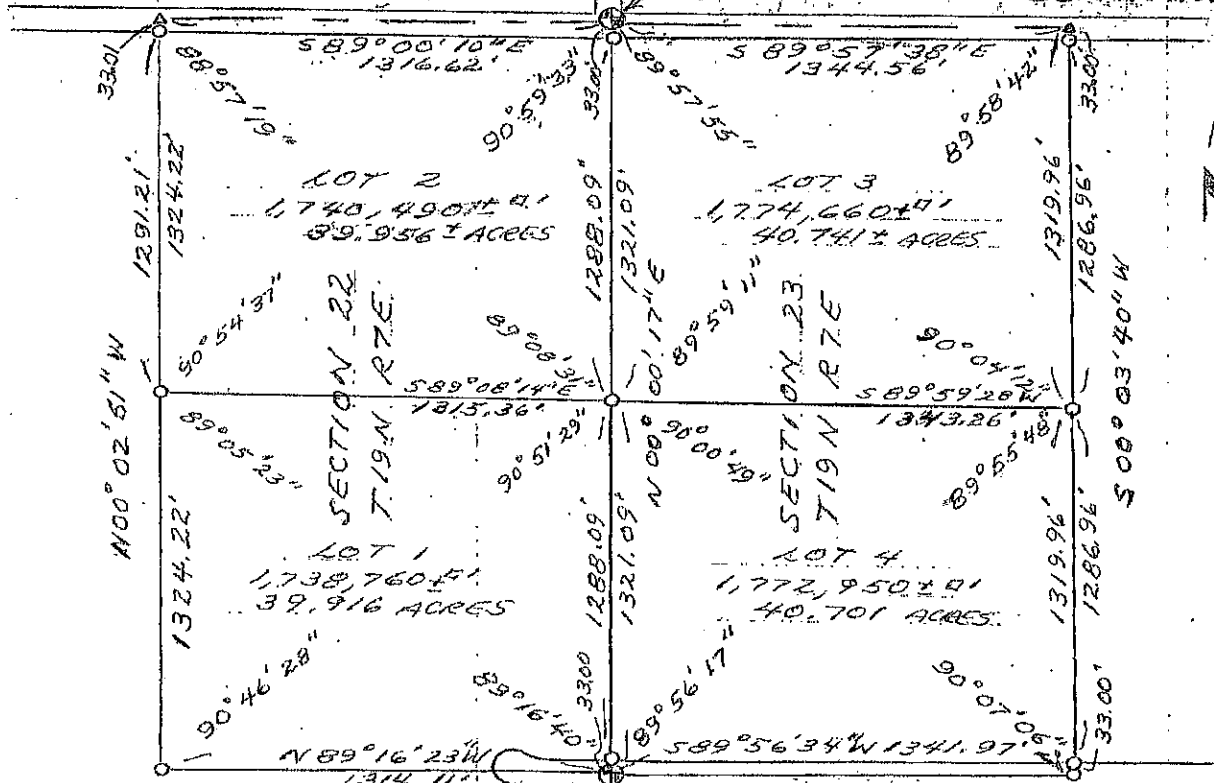 33.01
S 89° 00' 10" E
1316.62'
S 89° 57' 38" E
1344.56'
33.00'
33.00'
88° 57' 19"
90° 59' 33"
89° 57' 55"
89° 58' 42"
1291.21'
1324.22'
LOT 2
1,740,490± □'
39.956± ACRES
1288.09'
1321.09'
LOT 3
1,774,660± □'
40.741± ACRES
1319.96'
1286.96'
90° 54' 37"
89° 08' 31"
89° 59' 11"
90° 04' 12"
N 00° 02' 51" W
SECTION 22
T.19.N. R7.E.
S 89° 08' 14" E
1315.36'
N 00° 00' 17" E
SECTION 23
T19N R7E
S 89° 59' 28" W
1343.26'
S 00° 03' 40" W
89° 05' 23"
90° 51' 29"
90° 00' 49"
89° 55' 48"
1324.22'
LOT 1
1,738,760± □'
39.916 ACRES
1288.09'
1321.09'
LOT 4
1,772,950± □'
40.701 ACRES
1319.96'
1286.96'
90° 46' 28"
89° 16' 40"
33.00
89° 56' 17"
90° 07' 06"
33.00'
N 89° 16' 23" W
1314.11'
S 89° 56' 34" W 1341.97'